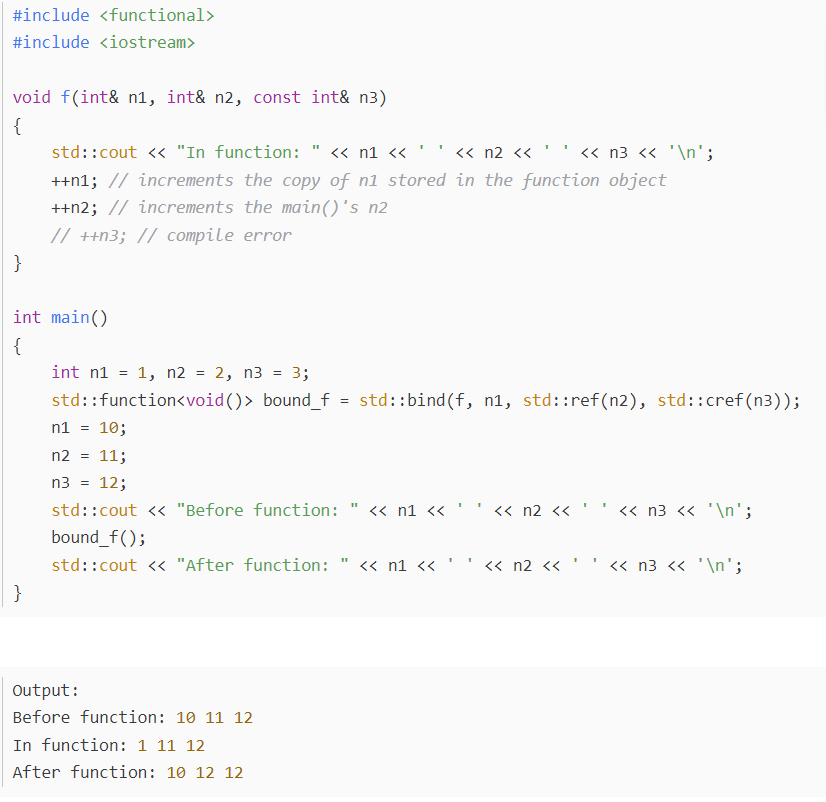 #include <functional>
#include <iostream>

void f(int& n1, int& n2, const int& n3)
{
    std::cout << "In function: " << n1 << ' ' << n2 << ' ' << n3 << '\n';
    ++n1; // increments the copy of n1 stored in the function object
    ++n2; // increments the main()'s n2
    // ++n3; // compile error
}

int main()
{
    int n1 = 1, n2 = 2, n3 = 3;
    std::function<void()> bound_f = std::bind(f, n1, std::ref(n2), std::cref(n3));
    n1 = 10;
    n2 = 11;
    n3 = 12;
    std::cout << "Before function: " << n1 << ' ' << n2 << ' ' << n3 << '\n';
    bound_f();
    std::cout << "After function: " << n1 << ' ' << n2 << ' ' << n3 << '\n';
}

Output:
Before function: 10 11 12
In function: 1 11 12
After function: 10 12 12